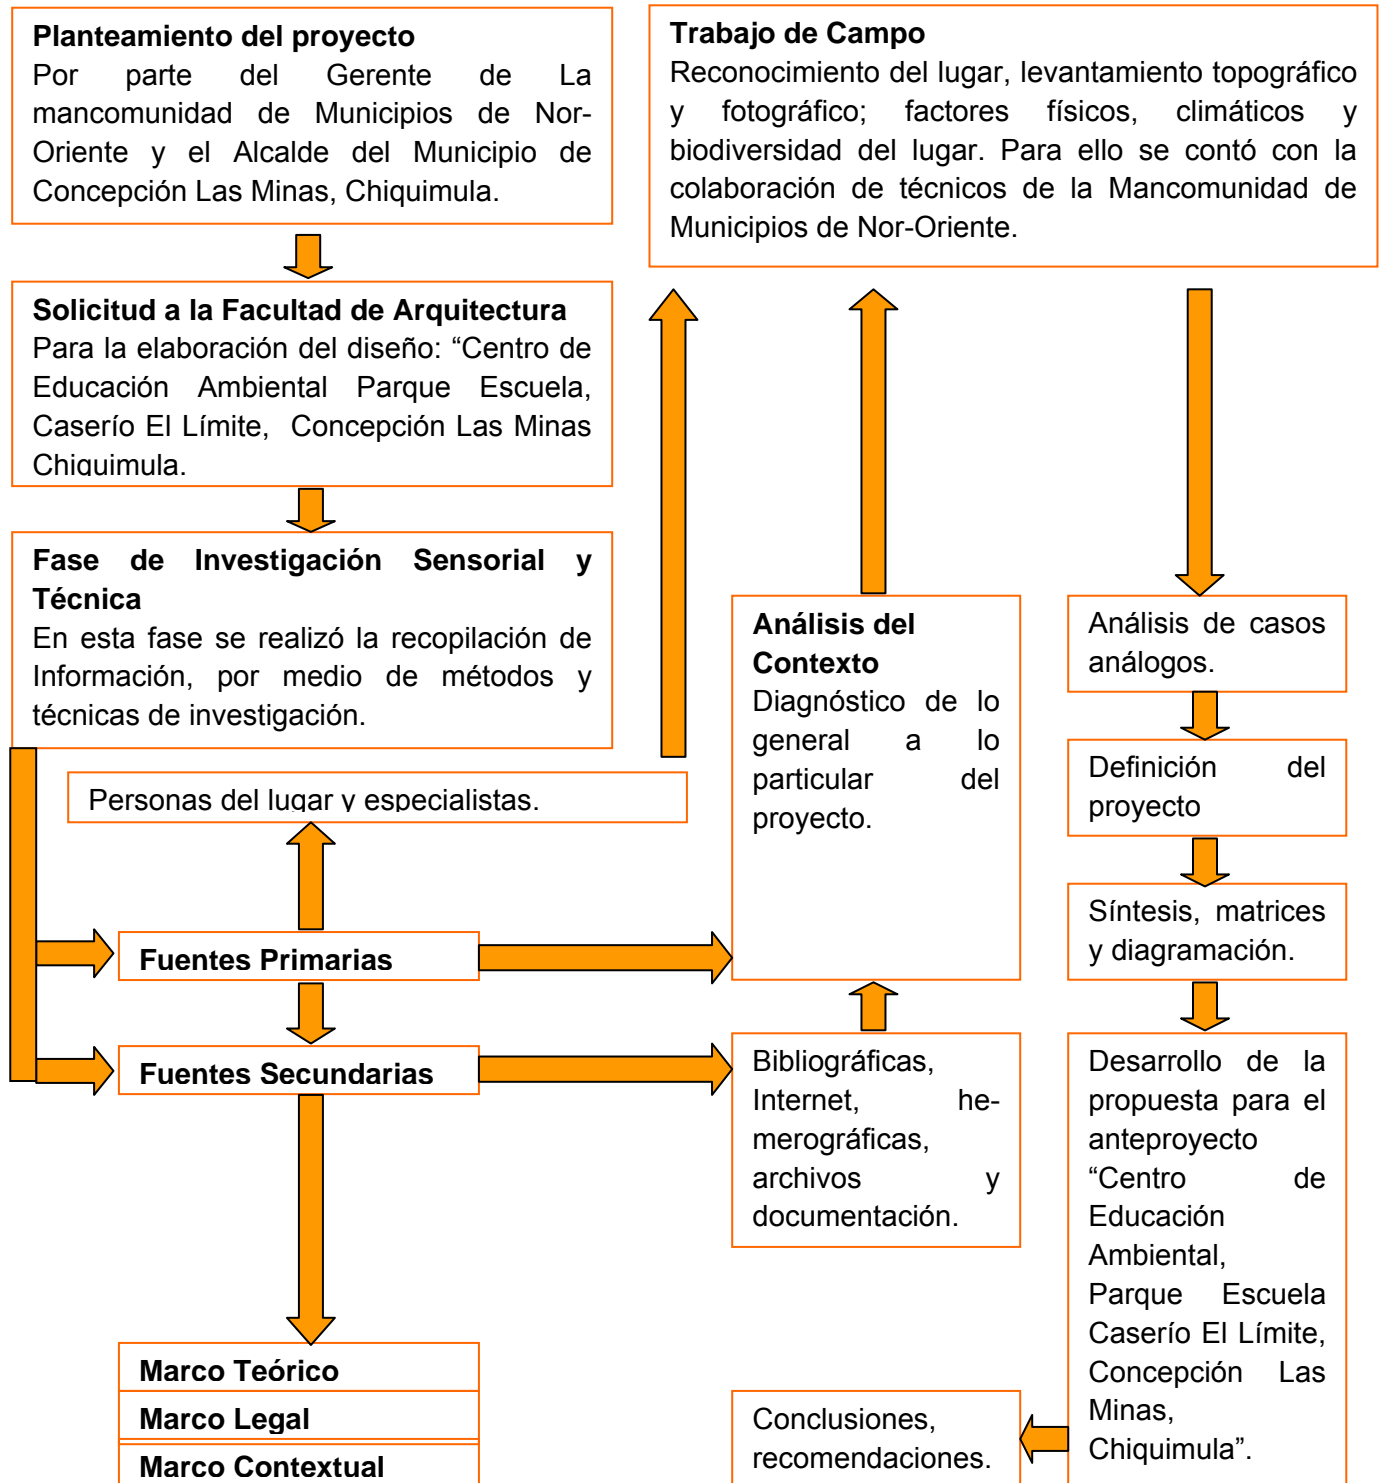 Planteamiento del proyecto
Por parte del Gerente de La
mancomunidad de Municipios de Nor-
Oriente y el Alcalde del Municipio de
Concepción Las Minas, Chiquimula.
Solicitud a la Facultad de Arquitectura
Para la elaboración del diseño: “Centro de
Educación Ambiental Parque Escuela,
Caserío El Límite, Concepción Las Minas
Chiquimula.
Fase de Investigación Sensorial y
Técnica
En esta fase se realizó la recopilación de
Información, por medio de métodos y
técnicas de investigación.
Personas del lugar y especialistas.
Fuentes Primarias
Fuentes Secundarias
Marco Teórico
Marco Legal
Marco Contextual
Trabajo de Campo
Reconocimiento del lugar, levantamiento topográfico
y fotográfico; factores físicos, climáticos y
biodiversidad del lugar. Para ello se contó con la
colaboración de técnicos de la Mancomunidad de
Municipios de Nor-Oriente.
Análisis del
Contexto
Diagnóstico de lo
general a lo
particular del
proyecto.
Bibliográficas,
Internet, he-
merográficas,
archivos y
documentación.
Análisis de casos
análogos.
Definición del
proyecto
Síntesis, matrices
y diagramación.
Desarrollo de la
propuesta para el
anteproyecto
“Centro de
Educación
Ambiental,
Parque Escuela
Caserío El Límite,
Concepción Las
Minas,
Chiquimula”.
Conclusiones,
recomendaciones.